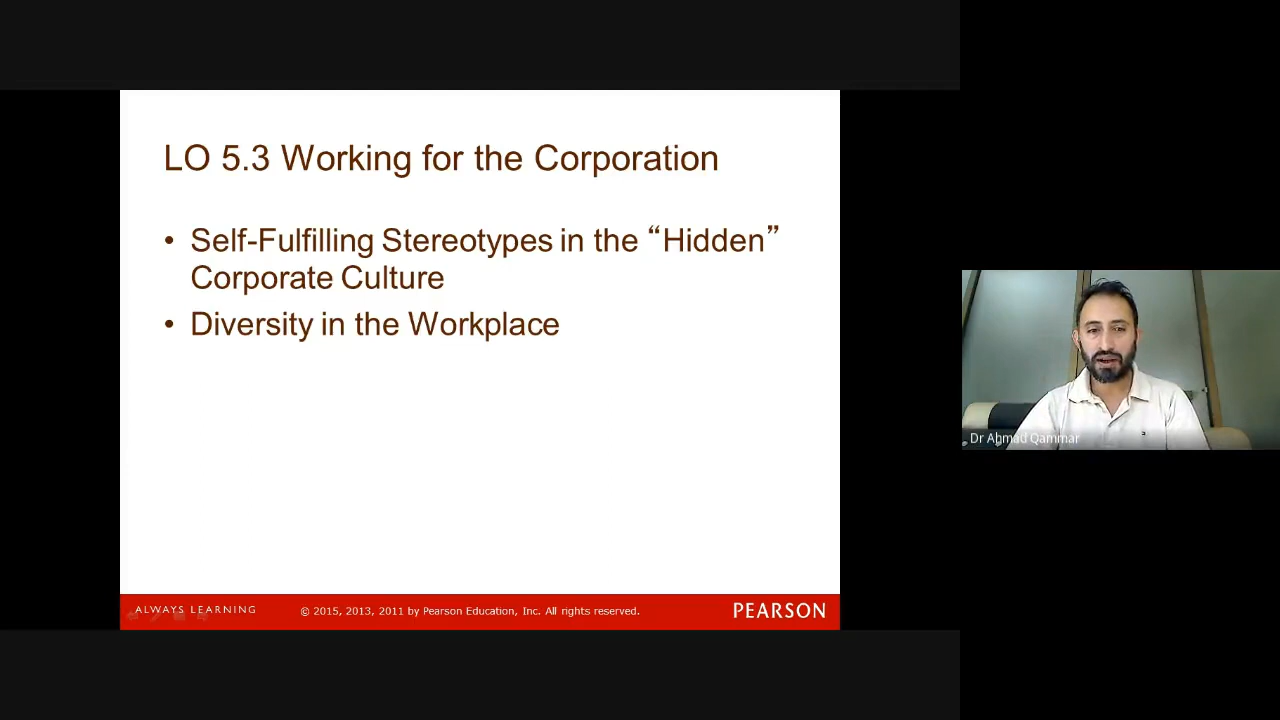 LO 5.3 Working for the Corporation
• Self-Fulfilling Stereotypes in the “Hidden”
Corporate Culture
• Diversity in the Workplace
Dr Ahmad Qammar
ALWAYS LEARNING
© 2015, 2013, 2011 by Pearson Education, Inc. All rights reserved.
PEARSON